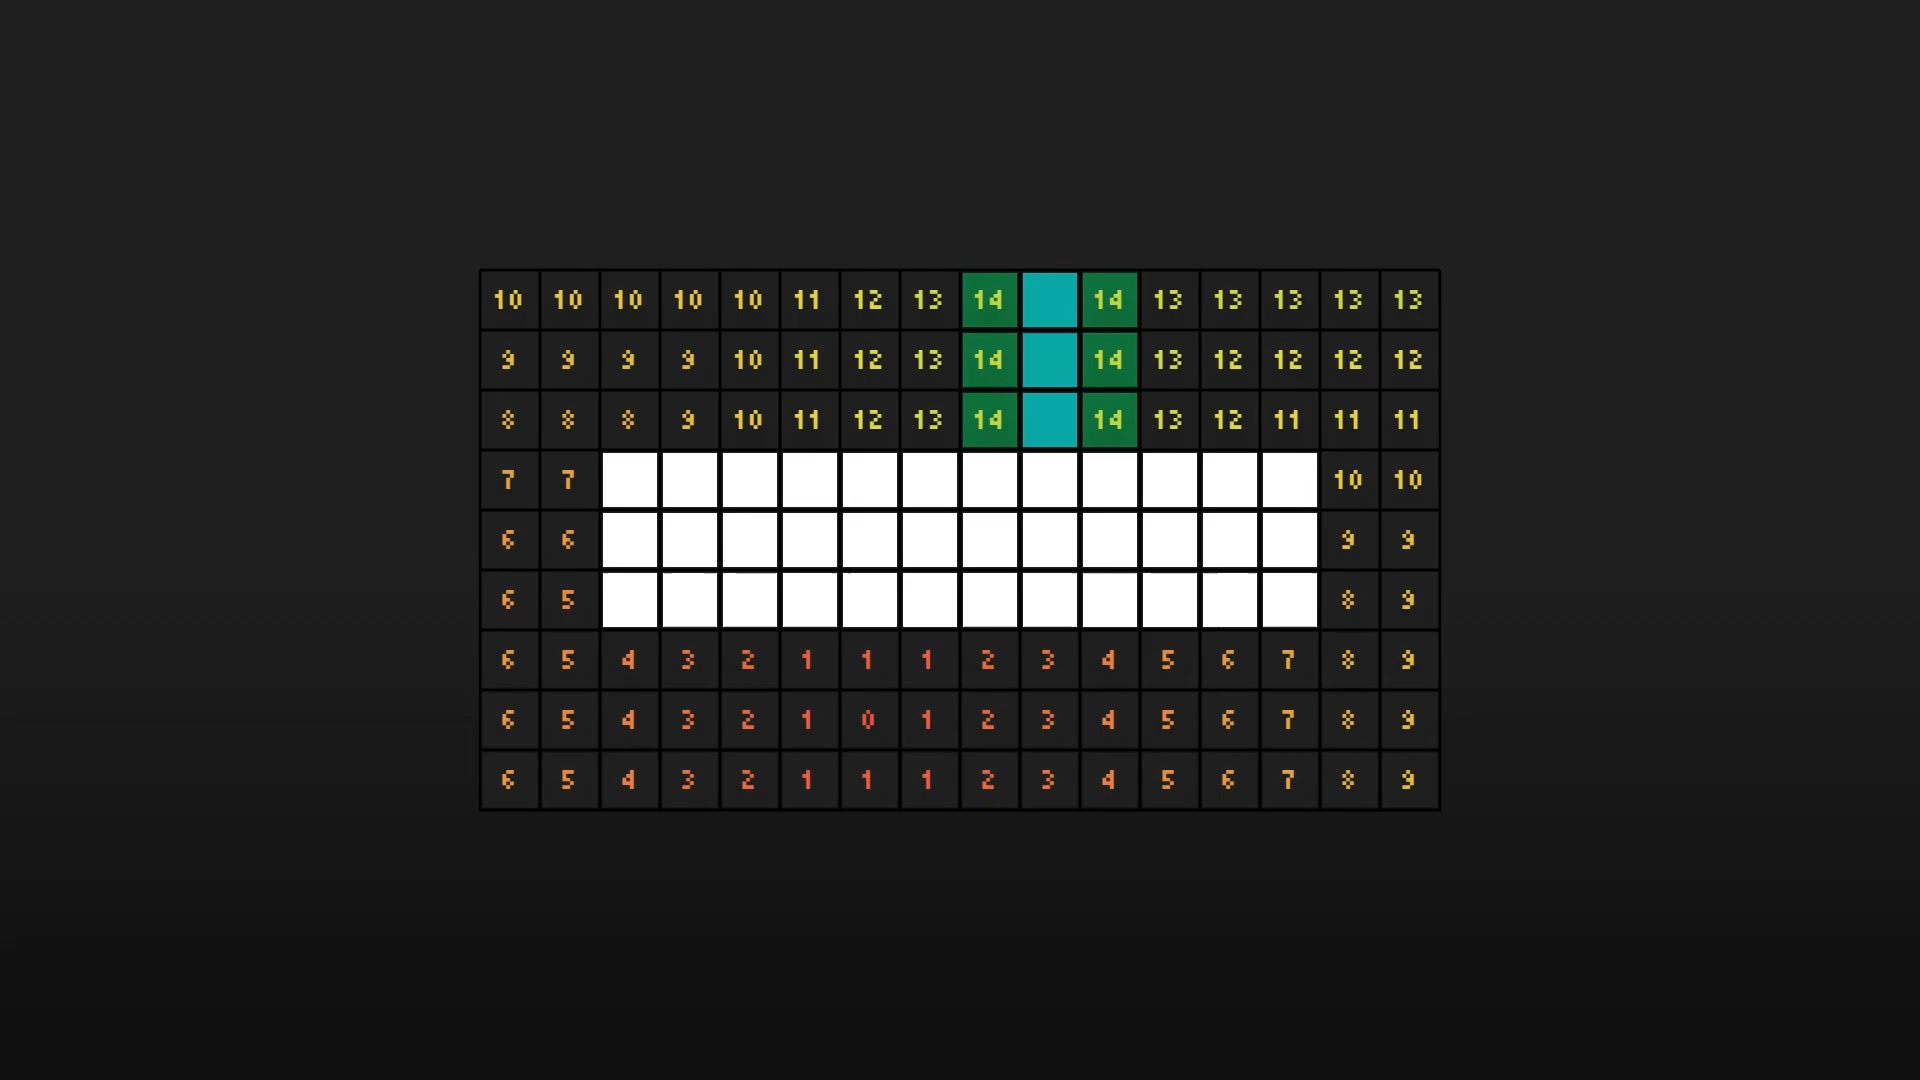 10 10 10 10 10 11 12 13 14 14 13 13 13 13 13
9 9 9 9 10 11 12 13 14 14 13 12 12 12 12
8 8 8 9 10 11 12 13 14 14 13 12 11 11 11
7 7 10 10
6 6 9 9
6 5 8 9
6 5 4 3 2 1 1 1 2 3 4 5 6 7 8 9
6 5 4 3 2 1 0 1 2 3 4 5 6 7 8 9
6 5 4 3 2 1 1 1 2 3 4 5 6 7 8 9